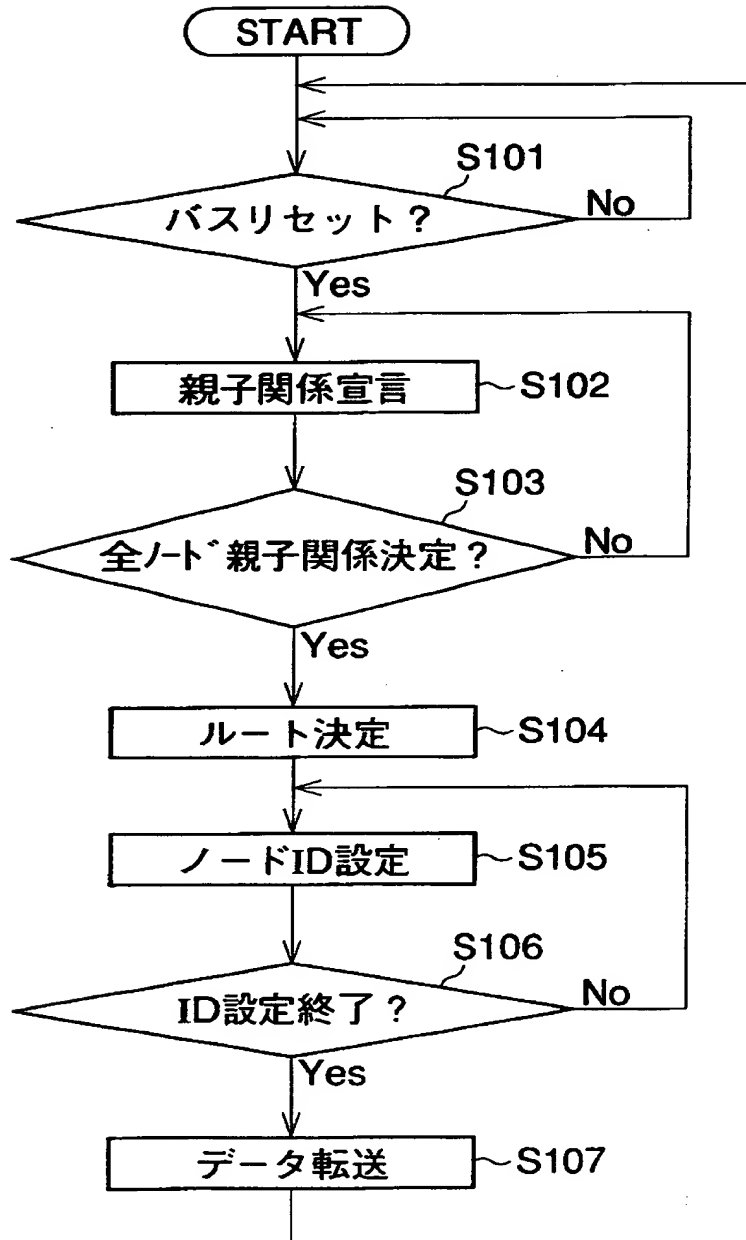 START
S101
バスリセット?
No
Yes
親子関係宣言
S102
S103
全ノード親子関係決定?
No
Yes
ルート決定
S104
ノードID設定
S105
S106
ID設定終了?
No
Yes
データ転送
S107